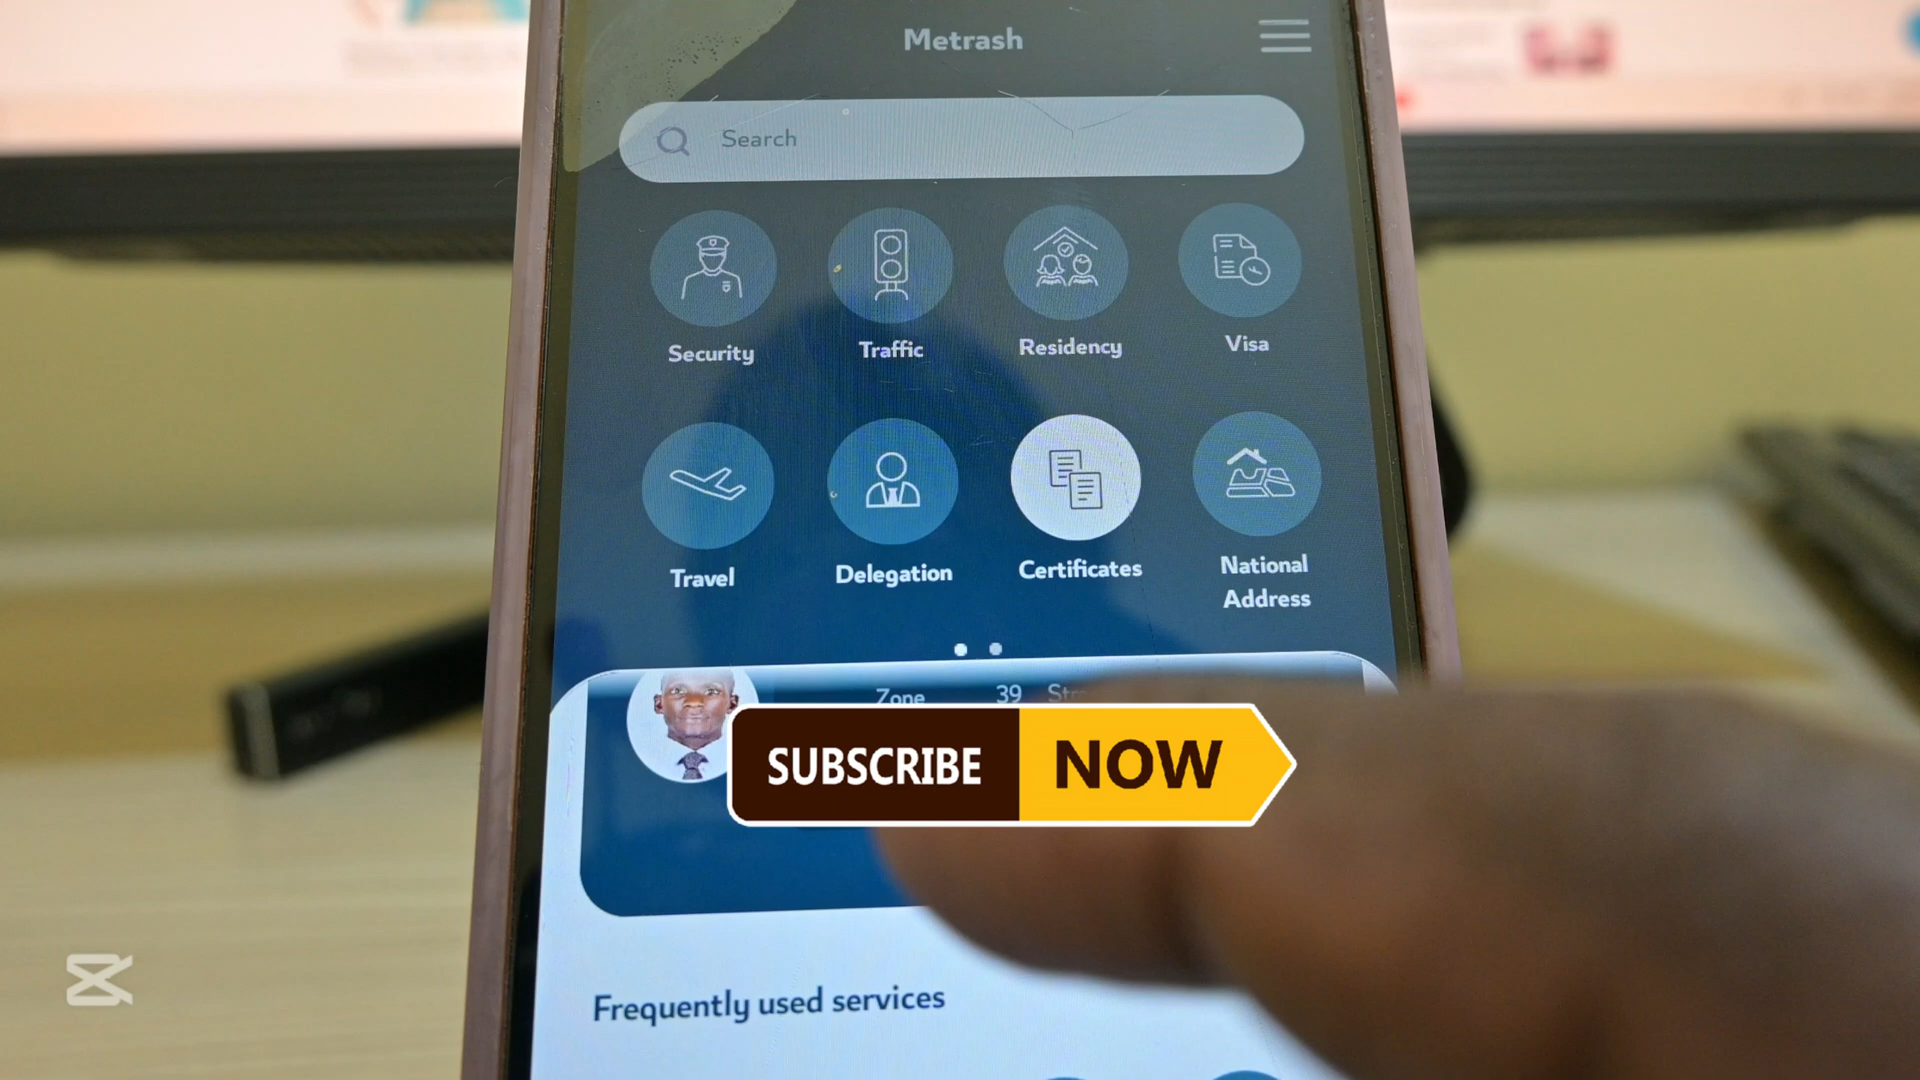 Metrash
Search
Security
Traffic
Residency
Visa
Travel
Delegation
Certificates
National
Address
Zone 39
SUBSCRIBE NOW
Frequently used services